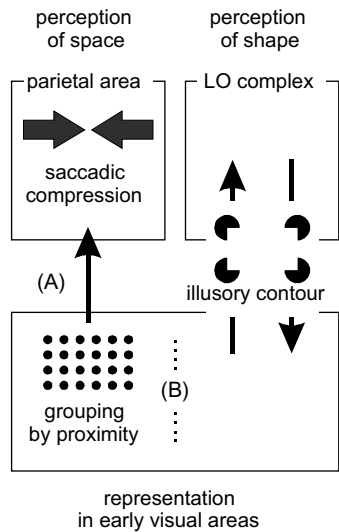 perception
of space
perception
of shape
parietal area
LO complex
saccadic
compression
(A)
illusory contour
(B)
grouping
by proximity
representation
in early visual areas